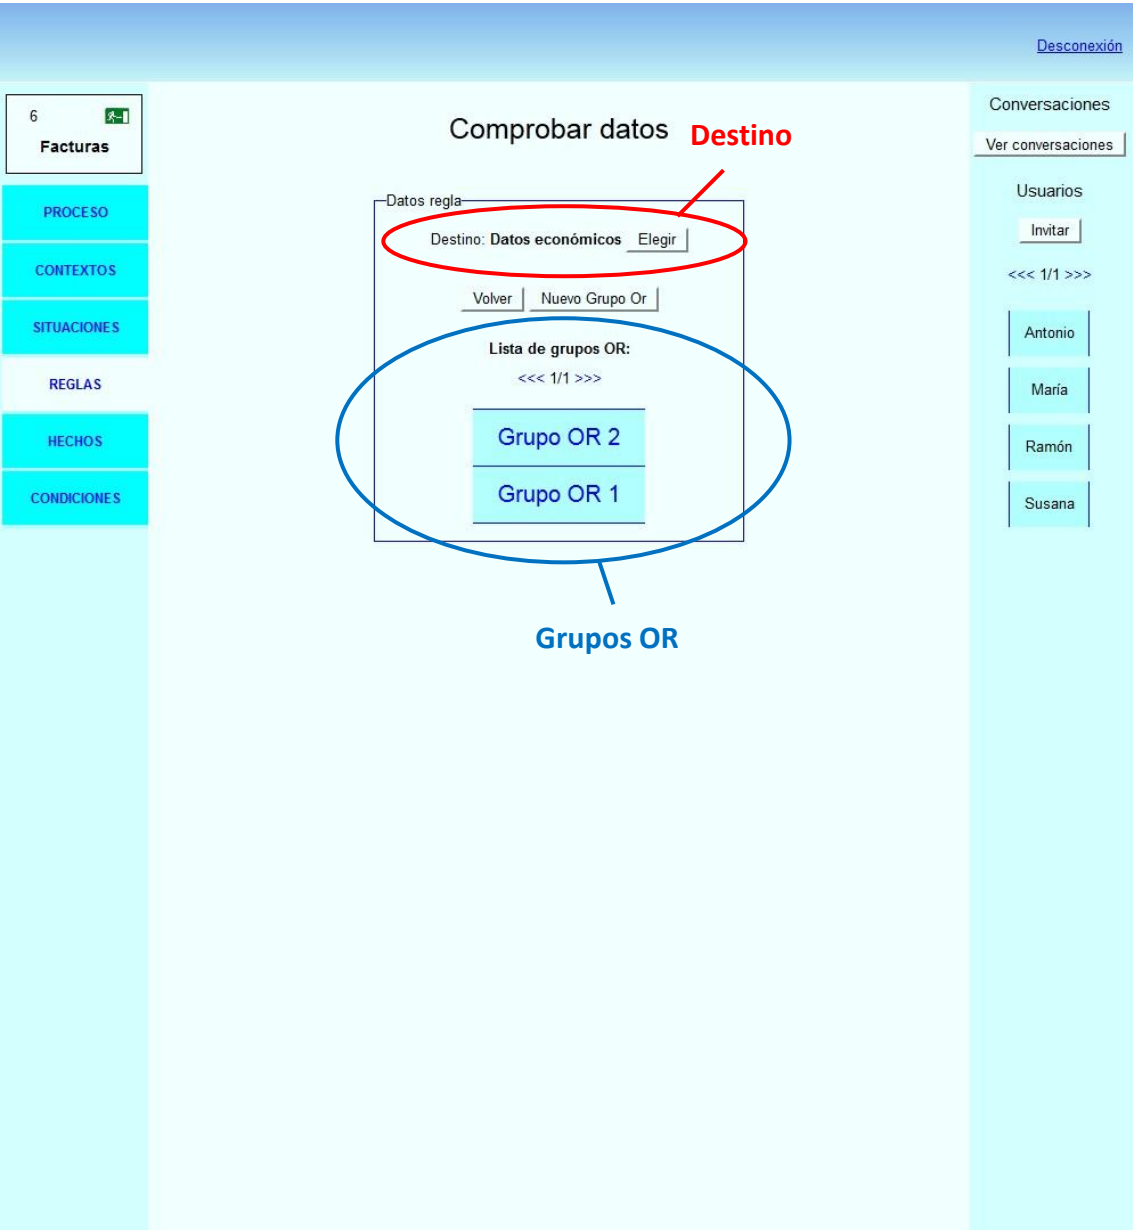 Desconexión
6
Facturas
PROCESO
CONTEXTOS
SITUACIONES
REGLAS
HECHOS
CONDICIONES
Comprobar datos
Destino
Datos regla
Destino: Datos económicos Elegir
Volver Nuevo Grupo Or
Lista de grupos OR:
<<< 1/1 >>>
Grupo OR 2
Grupo OR 1
Grupos OR
Conversaciones
Ver conversaciones
Usuarios
Invitar
<<< 1/1 >>>
Antonio
María
Ramón
Susana